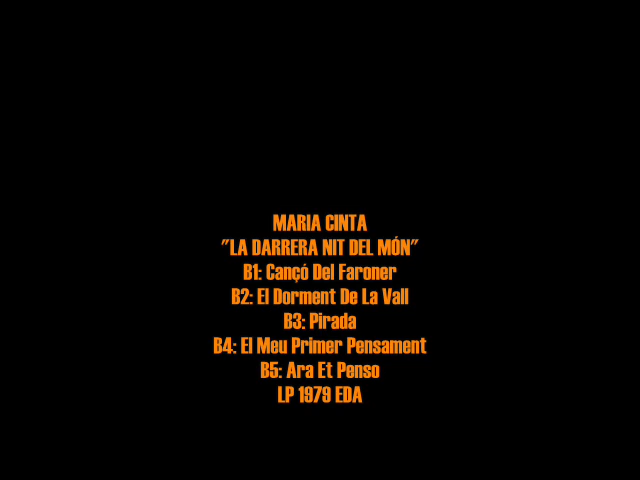 MARIA CINTA
"LA DARRERA NIT DEL MÓN"
B1: Cançó Del Faroner
B2: El Dorment De La Vall
B3: Pirada
B4: El Meu Primer Pensament
B5: Ara Et Penso
LP 1979 EDA